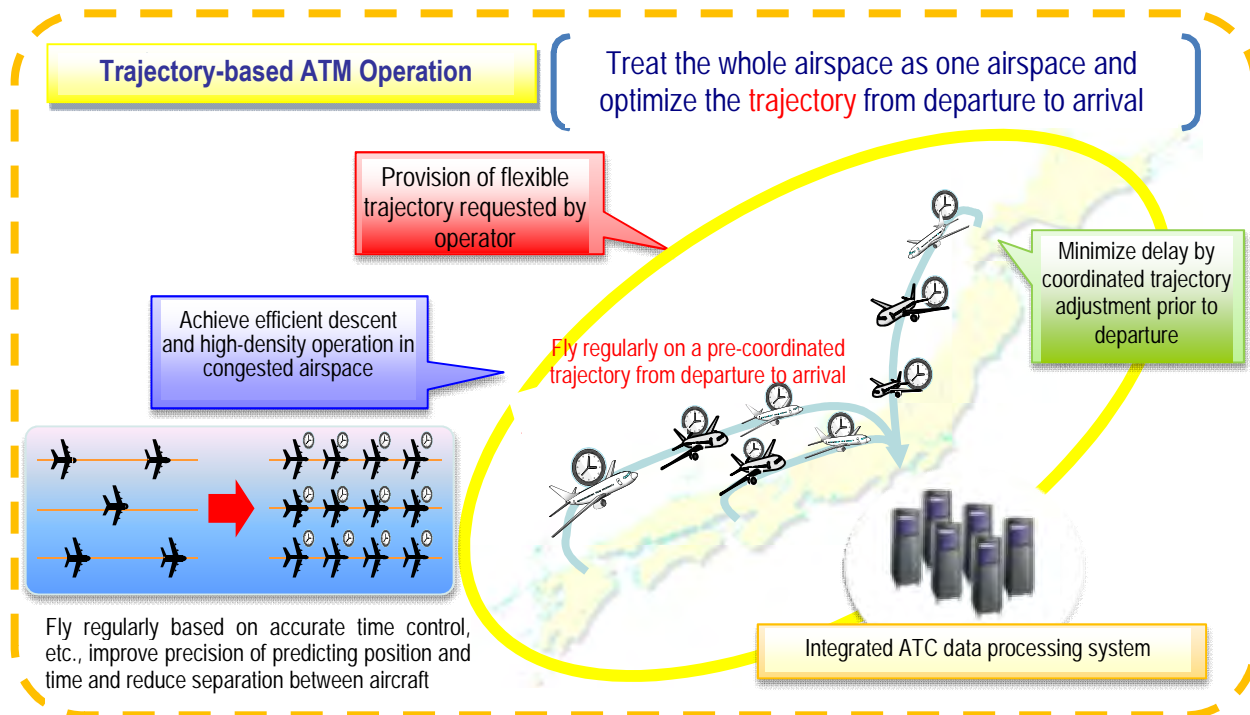 Trajectory-based ATM Operation
Treat the whole airspace as one airspace and
optimize the trajectory from departure to arrival
Provision of flexible
trajectory requested by
operator
Minimize delay by
coordinated trajectory
adjustment prior to
departure
Achieve efficient descent
and high-density operation in
congested airspace
Fly regularly on a pre-coordinated
trajectory from departure to arrival
Fly regularly based on accurate time control,
etc., improve precision of predicting position and
time and reduce separation between aircraft
Integrated ATC data processing system